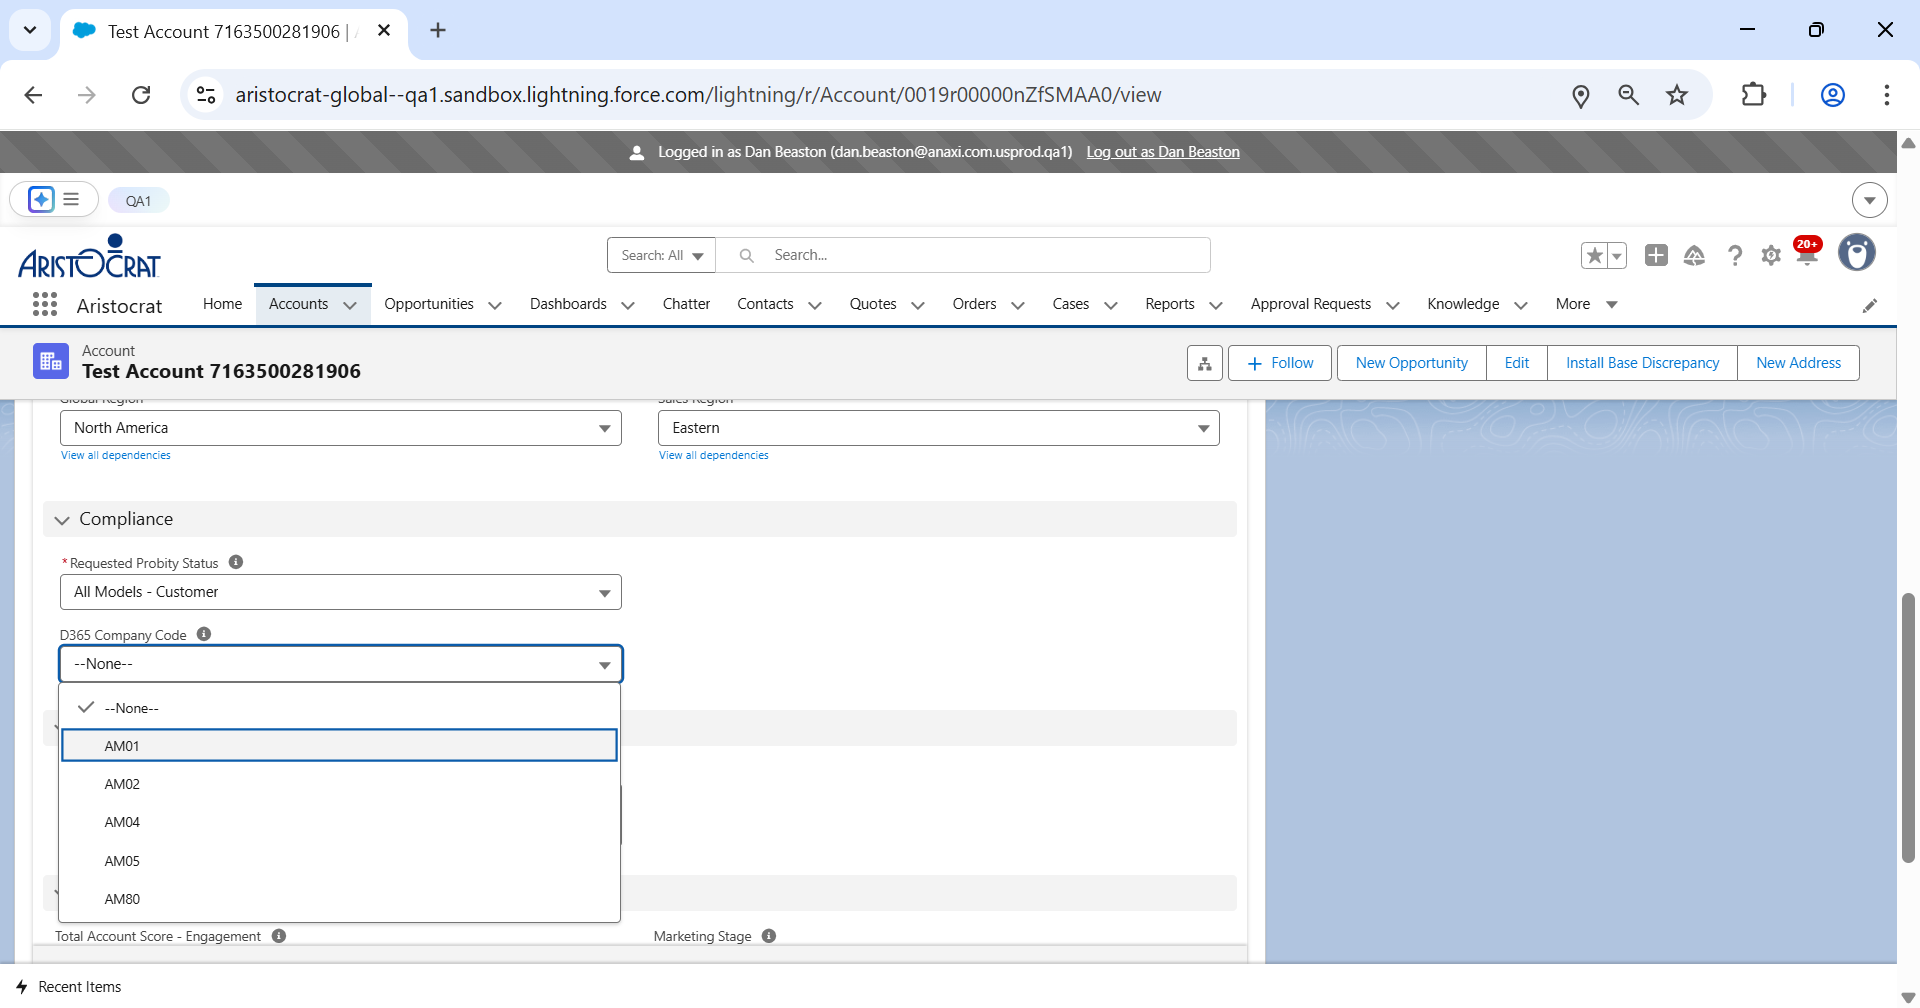 Test Account 7163500281906 |
aristocrat-global--qa1.sandbox.lightning.force.com/lightning/r/Account/0019r00000nZfSMAA0/view
Logged in as Dan Beaston (dan.beaston@anaxi.com.usprod.qa1) Log out as Dan Beaston
QA1
ARISTOCRAT
Search: All
Search...
20+
Aristocrat
Home
Accounts
Opportunities
Dashboards
Chatter
Contacts
Quotes
Orders
Cases
Reports
Approval Requests
Knowledge
More
Account
Test Account 7163500281906
Follow
New Opportunity
Edit
Install Base Discrepancy
New Address
Global Region
Sales Region
North America
Eastern
View all dependencies
View all dependencies
Compliance
*Requested Probity Status
All Models - Customer
D365 Company Code
--None--
--None--
AM01
AM02
AM04
AM05
AM80
Total Account Score - Engagement
Marketing Stage
Recent Items